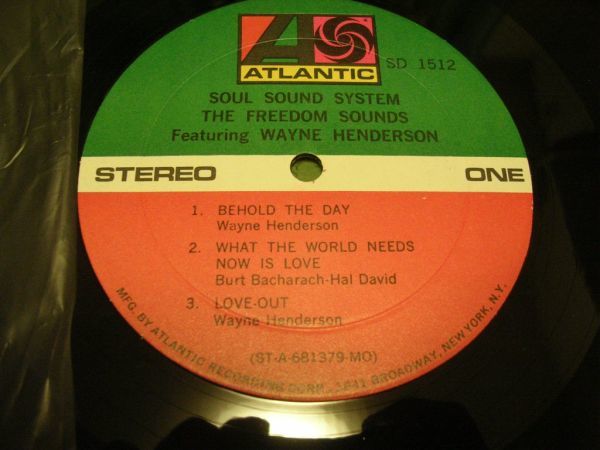 ATLANTIC
SD 1512
SOUL SOUND SYSTEM
THE FREEDOM SOUNDS
Featuring WAYNE HENDERSON
STEREO ONE
1. BEHOLD THE DAY
Wayne Henderson
2. WHAT THE WORLD NEEDS
NOW IS LOVE
Burt Bacharach-Hal David
3. LOVE-OUT
Wayne Henderson
(ST-A-681379-MO)
MFG. BY ATLANTIC RECORDING CORP., 1841 BROADWAY, NEW YORK, N.Y.